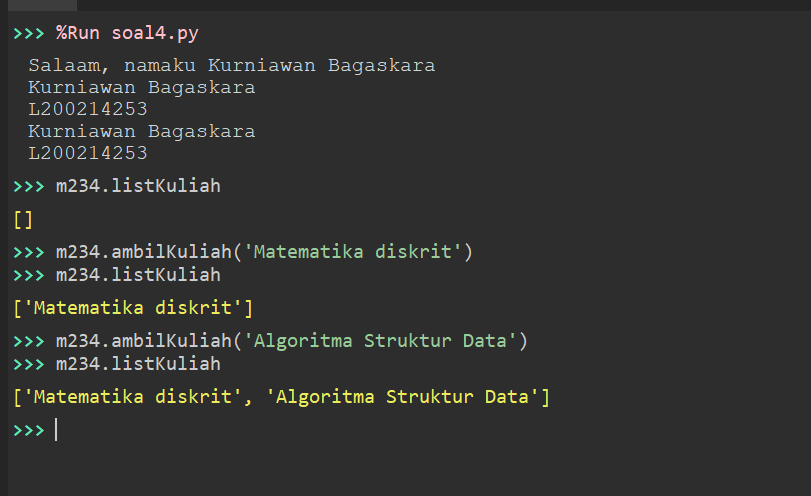 >>> %Run soal4.py
Salaam, namaku Kurniawan Bagaskara
Kurniawan Bagaskara
L200214253
Kurniawan Bagaskara
L200214253
>>> m234.listKuliah
[]
>>> m234.ambilKuliah('Matematika diskrit')
>>> m234.listKuliah
['Matematika diskrit']
>>> m234.ambilKuliah('Algoritma Struktur Data')
>>> m234.listKuliah
['Matematika diskrit', 'Algoritma Struktur Data']
>>>